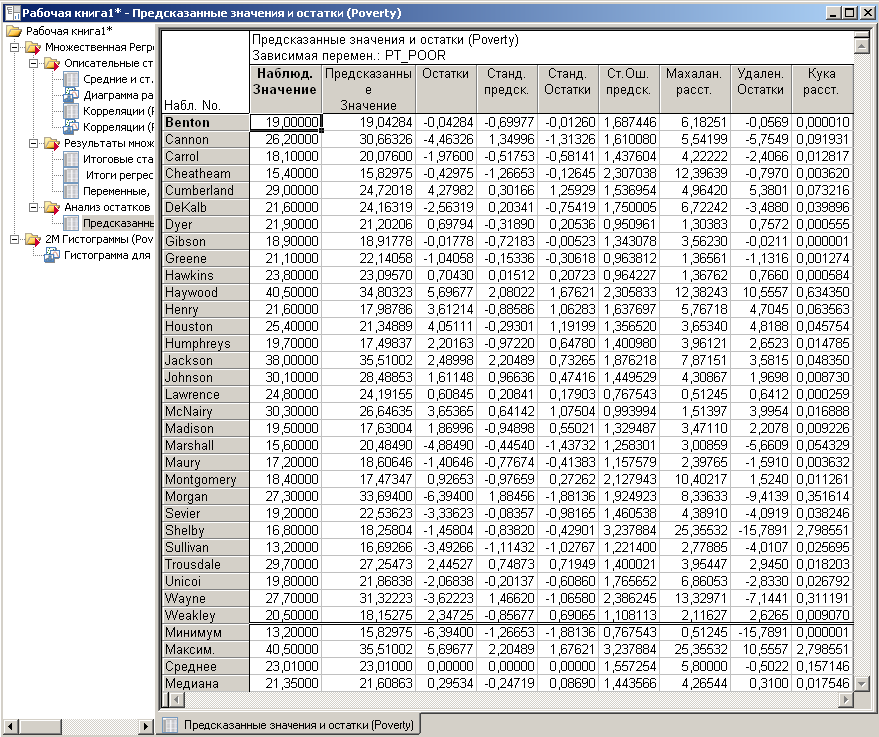 Рабочая книга1* - Предсказанные значения и остатки (Poverty)
Рабочая книга1*
Множественная Регре
Описательные ст
Средние и ст.
Диаграмма ра
Корреляции (F
Корреляции (F
Результаты множ
Итоговые ста
Итоги регрес
Переменные,
Анализ остатков
Предсказаннь
2М Гистограммы (Pov
Гистограмма для
Предсказанные значения и остатки (Poverty)
Зависимая перемен.: PT_POOR
Набл. No. Наблюд. Значение Предсказанны е Значение Остатки Станд. предск. Станд. Остатки Ст.Ош. предск. Махалан. расст. Удален. Остатки Кука расст.
Benton 19,00000 19,04284 -0,04284 -0,69977 -0,01260 1,687446 6,18251 -0,0569 0,000010
Cannon 26,20000 30,66326 -4,46326 1,34996 -1,31326 1,610080 5,54199 -5,7549 0,091931
Carrol 18,10000 20,07600 -1,97600 -0,51753 -0,58141 1,437604 4,22222 -2,4066 0,012817
Cheatheam 15,40000 15,82975 -0,42975 -1,26653 -0,12645 2,307038 12,39639 -0,7970 0,003620
Cumberland 29,00000 24,72018 4,27982 0,30166 1,25929 1,536954 4,96420 5,3801 0,073216
DeKalb 21,60000 24,16319 -2,56319 0,20341 -0,75419 1,750005 6,72242 -3,4880 0,039896
Dyer 21,90000 21,20206 0,69794 -0,31890 0,20536 0,950961 1,30383 0,7572 0,000555
Gibson 18,90000 18,91778 -0,01778 -0,72183 -0,00523 1,343078 3,56230 -0,0211 0,000001
Greene 21,10000 22,14058 -1,04058 -0,15336 -0,30618 0,963812 1,36561 -1,1316 0,001274
Hawkins 23,80000 23,09570 0,70430 0,01512 0,20723 0,964227 1,36762 0,7660 0,000584
Haywood 40,50000 34,80323 5,69677 2,08022 1,67621 2,305833 12,38243 10,5557 0,634350
Henry 21,60000 17,98786 3,61214 -0,88586 1,06283 1,637697 5,76718 4,7045 0,063563
Houston 25,40000 21,34889 4,05111 -0,29301 1,19199 1,356520 3,65340 4,8188 0,045754
Humphreys 19,70000 17,49837 2,20163 -0,97220 0,64780 1,400980 3,96121 2,6523 0,014785
Jackson 38,00000 35,51002 2,48998 2,20489 0,73265 1,876218 7,87151 3,5815 0,048350
Johnson 30,10000 28,48853 1,61148 0,96636 0,47416 1,449529 4,30867 1,9698 0,008730
Lawrence 24,80000 24,19155 0,60845 0,20841 0,17903 0,767543 0,51245 0,6412 0,000259
McNairy 30,30000 26,64635 3,65365 0,64142 1,07504 0,993994 1,51397 3,9954 0,016888
Madison 19,50000 17,63004 1,86996 -0,94898 0,55021 1,329487 3,47110 2,2078 0,009226
Marshall 15,60000 20,48490 -4,88490 -0,44540 -1,43732 1,258301 3,00859 -5,6609 0,054329
Maury 17,20000 18,60646 -1,40646 -0,77674 -0,41383 1,157579 2,39765 -1,5910 0,003632
Montgomery 18,40000 17,47347 0,92653 -0,97659 0,27262 2,127943 10,40217 1,5240 0,011261
Morgan 27,30000 33,69400 -6,39400 1,88456 -1,88136 1,924923 8,33633 -9,4139 0,351614
Sevier 19,20000 22,53623 -3,33623 -0,08357 -0,98165 1,460538 4,38910 -4,0919 0,038246
Shelby 16,80000 18,25804 -1,45804 -0,83820 -0,42901 3,237884 25,35532 -15,7891 2,798551
Sullivan 13,20000 16,69266 -3,49266 -1,11432 -1,02767 1,221400 2,77885 -4,0107 0,025695
Trousdale 29,70000 27,25473 2,44527 0,74873 0,71949 1,400021 3,95447 2,9450 0,018203
Unicoi 19,80000 21,86838 -2,06838 -0,20137 -0,60860 1,765652 6,86053 -2,8330 0,026792
Wayne 27,70000 31,32223 -3,62223 1,46620 -1,06580 2,386245 13,32971 -7,1441 0,311191
Weakley 20,50000 18,15275 2,34725 -0,85677 0,69065 1,108113 2,11627 2,6265 0,009070
Минимум 13,20000 15,82975 -6,39400 -1,26653 -1,88136 0,767543 0,51245 -15,7891 0,000001
Максим. 40,50000 35,51002 5,69677 2,20489 1,67621 3,237884 25,35532 10,5557 2,798551
Среднее 23,01000 23,01000 0,00000 0,00000 0,00000 1,557254 5,80000 -0,5022 0,157146
Медиана 21,35000 21,60863 0,29534 -0,24719 0,08690 1,443566 4,26544 0,3100 0,017546
Предсказанные значения и остатки (Poverty)